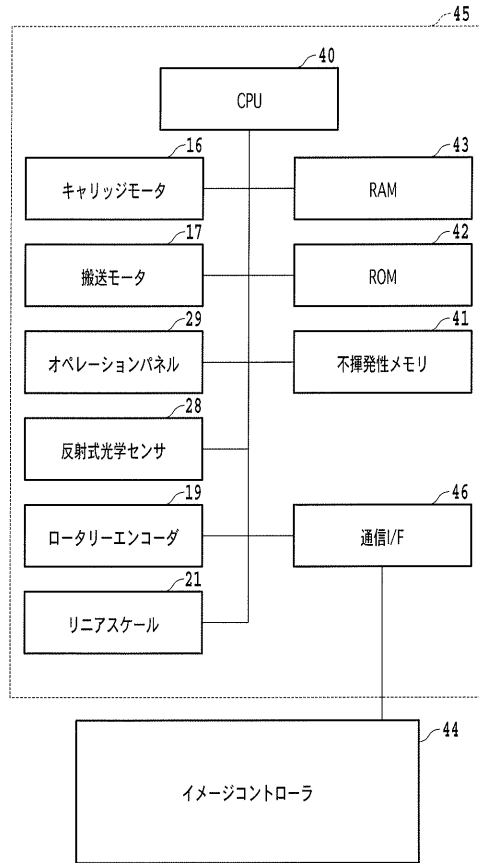 45
40
CPU
16
キャリッジモータ
43
RAM
17
搬送モータ
42
ROM
29
オペレーションパネル
41
不揮発性メモリ
28
反射式光学センサ
19
ロータリーエンコーダ
46
通信I/F
21
リニアスケール
44
イメージコントローラ